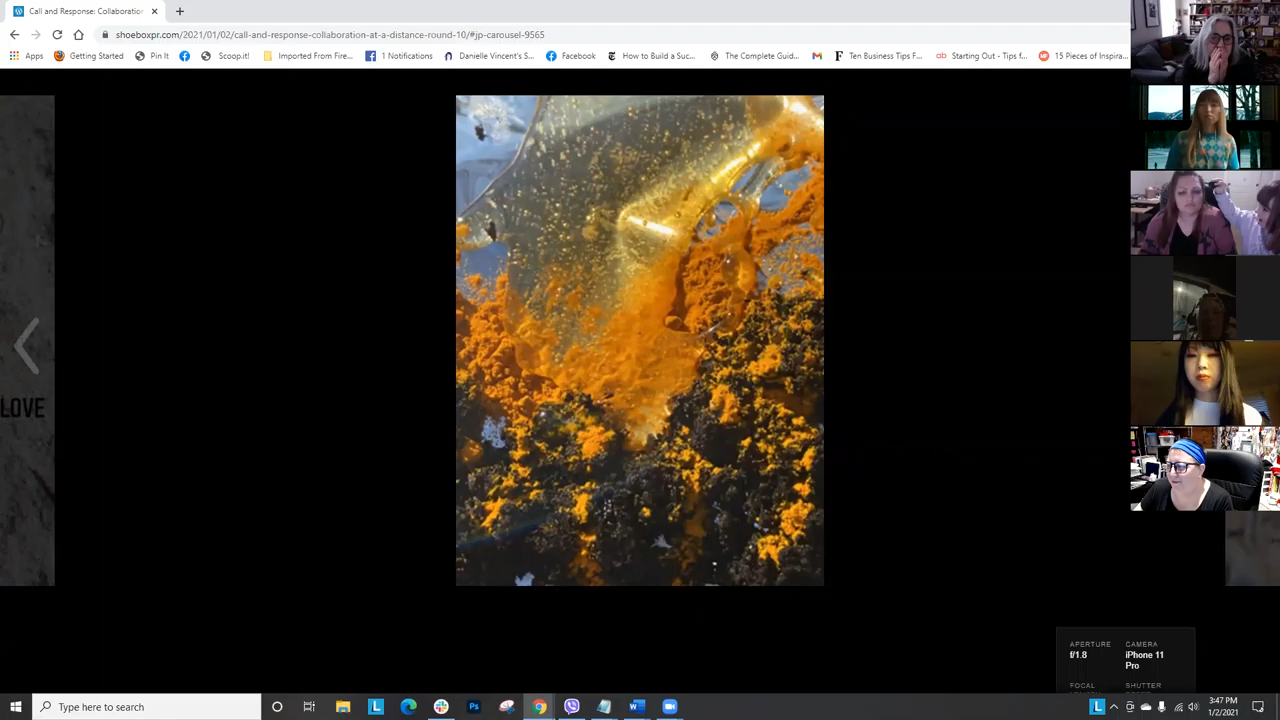 Call and Response: Collaboratio
shoeboxpr.com/2021/01/02/call-and-response-collaboration-at-a-distance-round-10/#jp-carousel-9565
Apps Getting Started Pin It Scoop.it! Imported From Fire... 1 Notifications Danielle Vincent's S... Facebook How to Build a Suc... The Complete Guid... Ten Business Tips F... Starting Out - Tips f... 15 Pieces of Inspira...
LOVE
APERTURE CAMERA
f/1.8 iPhone 11
Pro
FOCAL SHUTTER
Type here to search
3:47 PM
1/2/2021